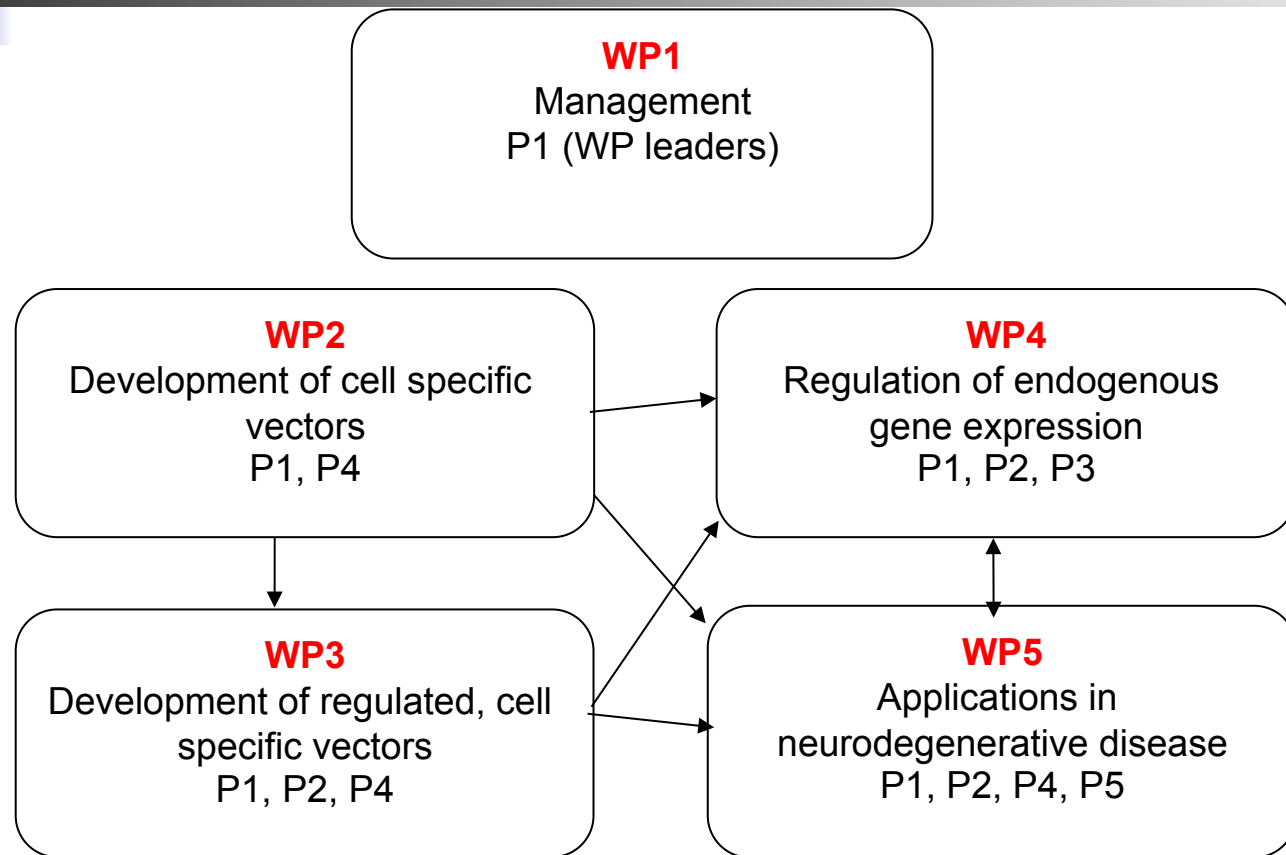 WP1
Management
P1 (WP leaders)
WP2
Development of cell specific
vectors
P1, P4
WP4
Regulation of endogenous
gene expression
P1, P2, P3
WP3
Development of regulated, cell
specific vectors
P1, P2, P4
WP5
Applications in
neurodegenerative disease
P1, P2, P4, P5